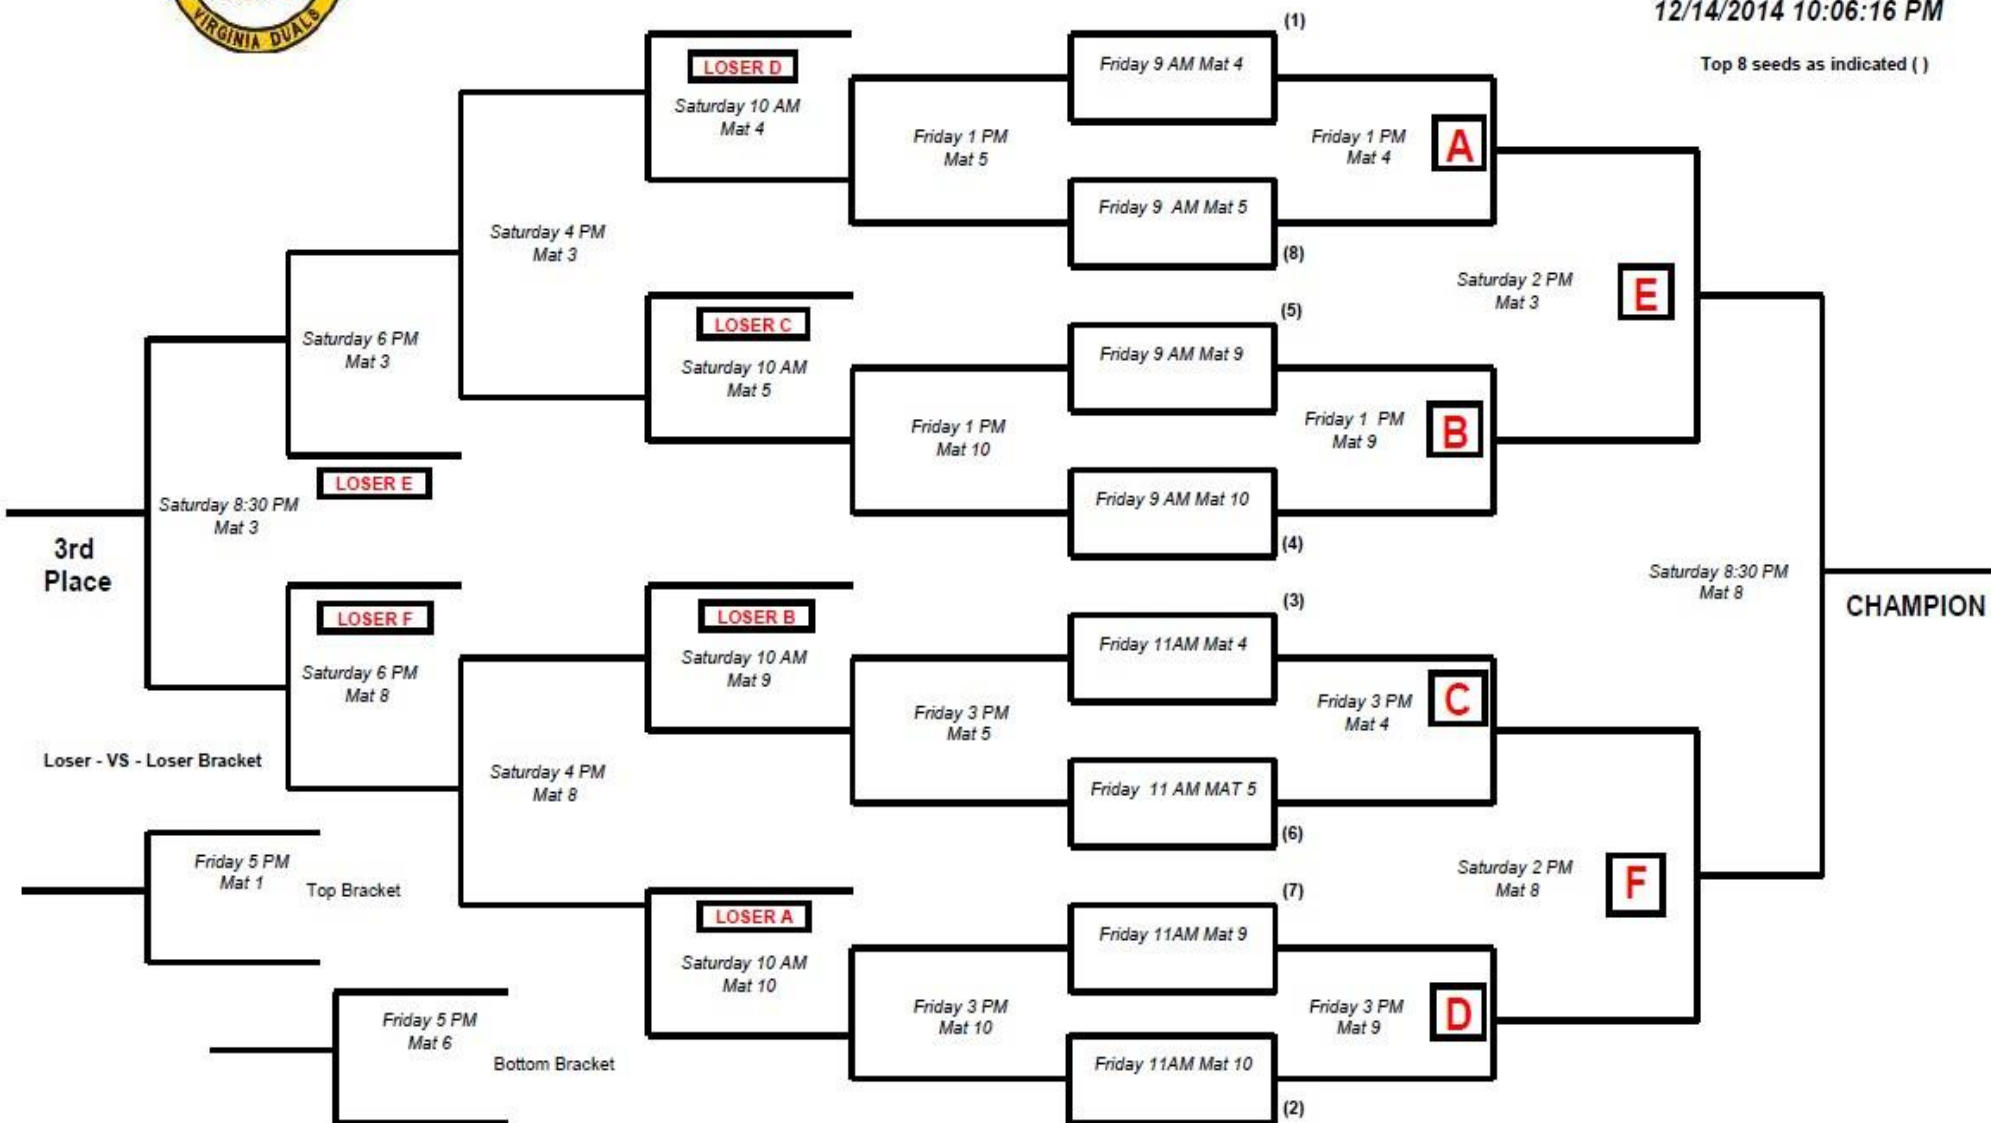 VIRGINIA DUALS
12/14/2014 10:06:16 PM
Top 8 seeds as indicated ( )
(1)
Friday 9 AM Mat 4
LOSER D
Saturday 10 AM
Mat 4
Friday 1 PM
Mat 5
Friday 1 PM
Mat 4
A
Friday 9 AM Mat 5
(8)
Saturday 4 PM
Mat 3
Saturday 2 PM
Mat 3
E
(5)
LOSER C
Saturday 10 AM
Mat 5
Friday 9 AM Mat 9
Saturday 6 PM
Mat 3
Friday 1 PM
Mat 10
Friday 1 PM
Mat 9
B
LOSER E
Friday 9 AM Mat 10
(4)
Saturday 8:30 PM
Mat 3
3rd
Place
Saturday 8:30 PM
Mat 8
CHAMPION
(3)
LOSER F
LOSER B
Friday 11AM Mat 4
Saturday 6 PM
Mat 8
Saturday 10 AM
Mat 9
Friday 3 PM
Mat 5
Friday 3 PM
Mat 4
C
Loser - VS - Loser Bracket
Saturday 4 PM
Mat 8
Friday 11 AM MAT 5
(6)
Friday 5 PM
Mat 1
Top Bracket
Saturday 2 PM
Mat 8
F
(7)
LOSER A
Friday 11AM Mat 9
Saturday 10 AM
Mat 10
Friday 3 PM
Mat 10
Friday 3 PM
Mat 9
D
Friday 5 PM
Mat 6
Bottom Bracket
Friday 11AM Mat 10
(2)